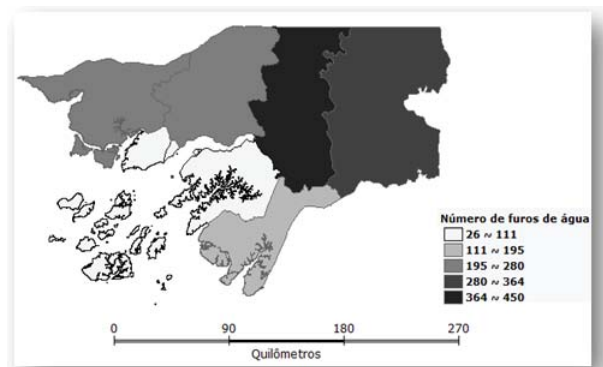 Número de furos de água
26 ~ 111
111 ~ 195
195 ~ 280
280 ~ 364
364 ~ 450
0 90 180 270
Quilômetros